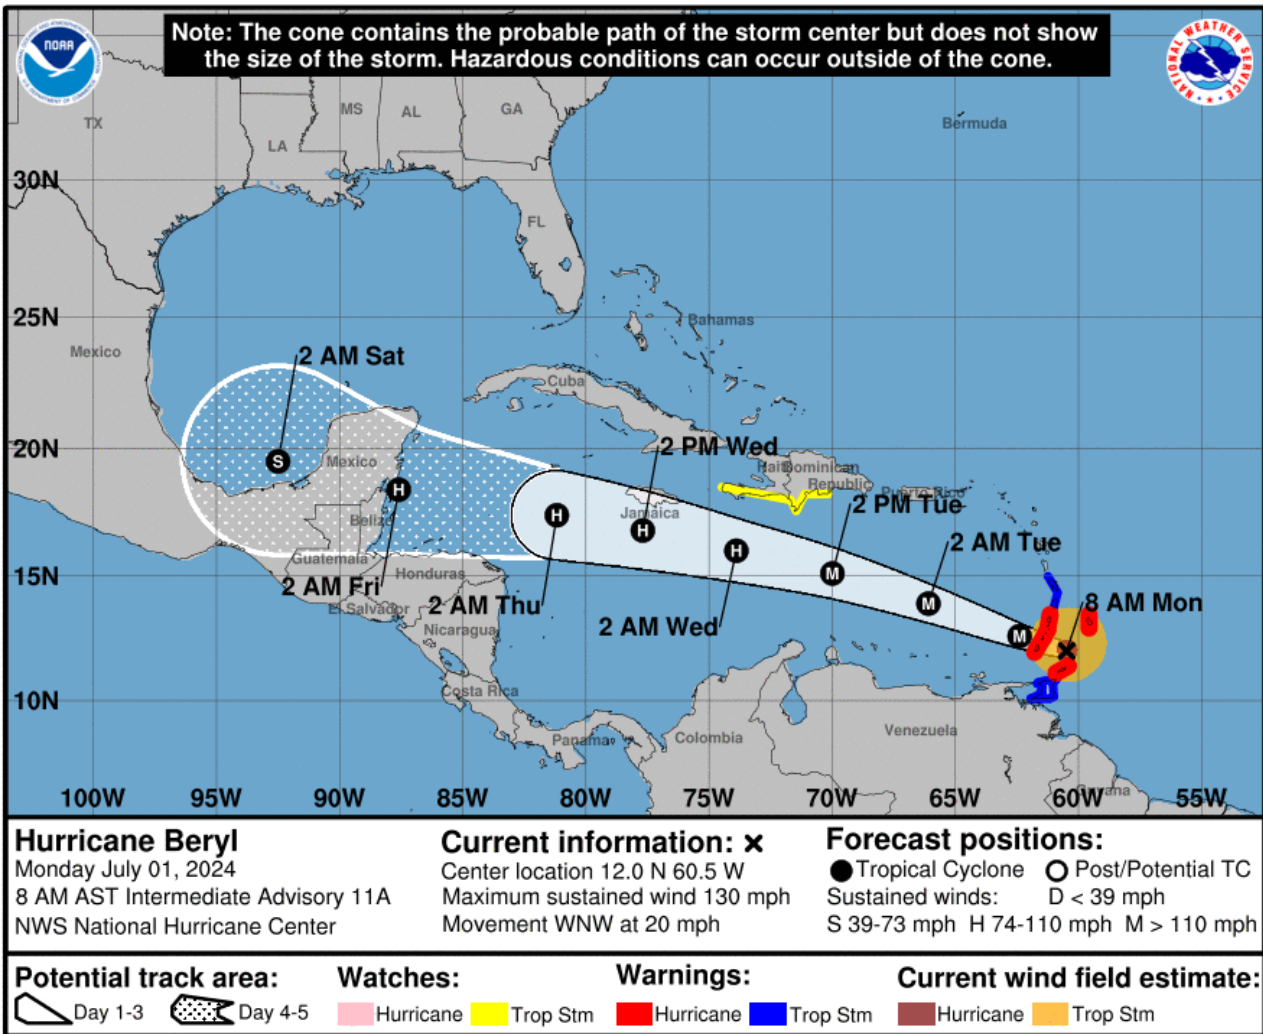 Note: The cone contains the probable path of the storm center but does not show
the size of the storm. Hazardous conditions can occur outside of the cone.
NOAA
NATIONAL WEATHER SERVICE
TX
LA
MS
AL
GA
Bermuda
30N
FL
25N
Bahamas
Mexico
2 AM Sat
Cuba
20N
2 PM Wed
S
Mexico
Haiti
Dominican
Republic
Puerto Rico
H
2 PM Tue
Belize
Jamaica
H
H
2 AM Tue
Guatemala
H
15N
Honduras
M
2 AM Fri
2 AM Thu
M
8 AM Mon
El Salvador
Nicaragua
2 AM Wed
M
Costa Rica
10N
Panama
Colombia
Venezuela
Guyana
100W 95W 90W 85W 80W 75W 70W 65W 60W 55W
Hurricane Beryl
Monday July 01, 2024
8 AM AST Intermediate Advisory 11A
NWS National Hurricane Center
Current information: ×
Center location 12.0 N 60.5 W
Maximum sustained wind 130 mph
Movement WNW at 20 mph
Forecast positions:
Tropical Cyclone Post/Potential TC
Sustained winds: D < 39 mph
S 39-73 mph H 74-110 mph M > 110 mph
Potential track area:
Day 1-3 Day 4-5
Watches:
Hurricane Trop Stm
Warnings:
Hurricane Trop Stm
Current wind field estimate:
Hurricane Trop Stm